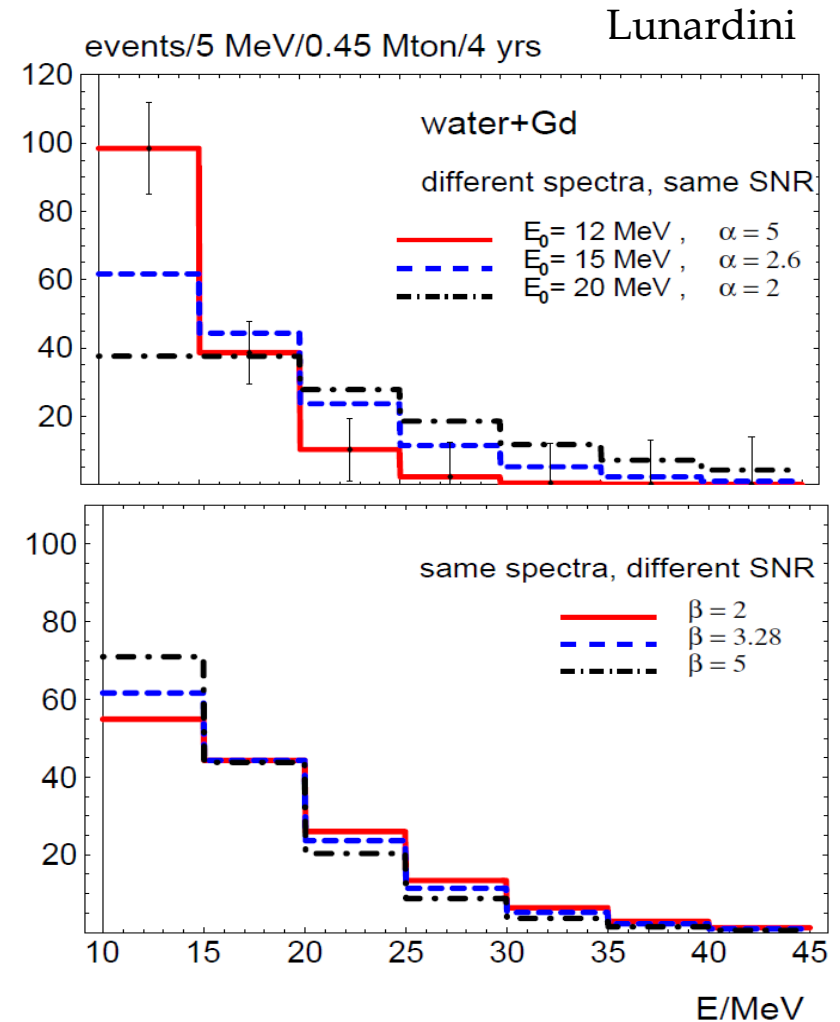 Lunardini
events/5 MeV/0.45 Mton/4 yrs
120
100
80
60
40
20
water+Gd
different spectra, same SNR
E₀= 12 MeV ,   α = 5
E₀= 15 MeV ,   α = 2.6
E₀= 20 MeV ,   α = 2
100
80
60
40
20
same spectra, different SNR
β = 2
β = 3.28
β = 5
10 15 20 25 30 35 40 45
E/MeV